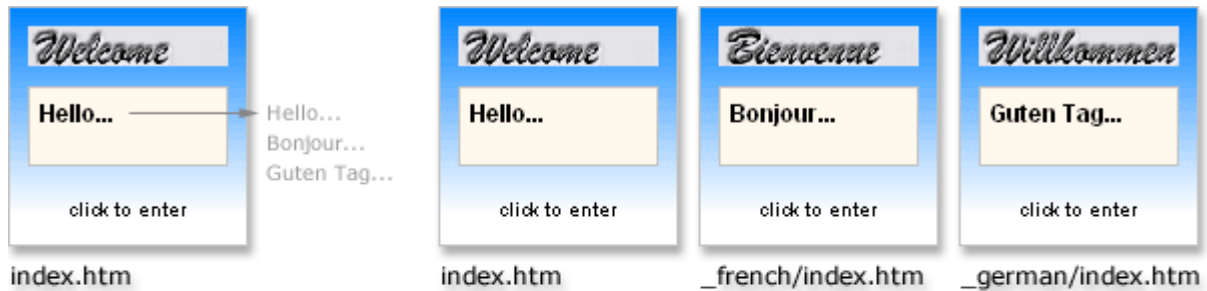 Welcome
Hello...
Hello...
Bonjour...
Guten Tag...
click to enter
index.htm
Welcome
Hello...
click to enter
index.htm
Bienvenue
Bonjour...
click to enter
_french/index.htm
Willkommen
Guten Tag...
click to enter
_german/index.htm